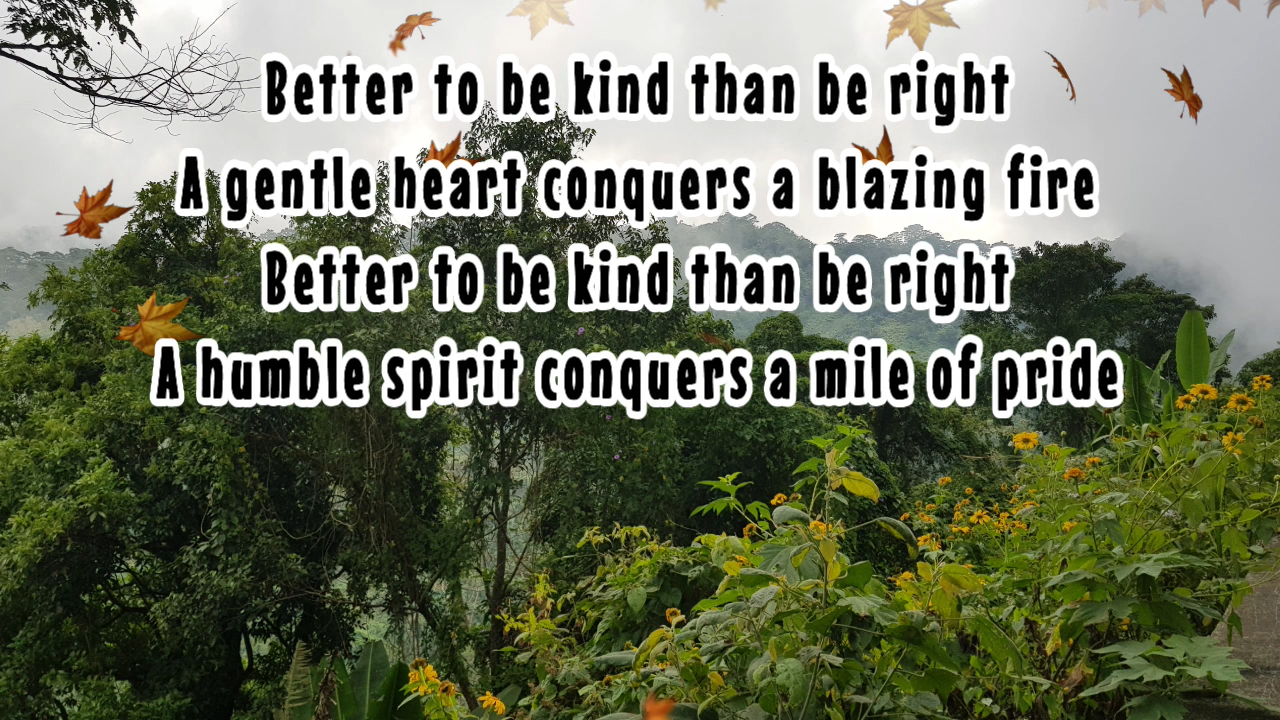 Better to be kind than be right
A gentle heart conquers a blazing fire
Better to be kind than be right
A humble spirit conquers a mile of pride